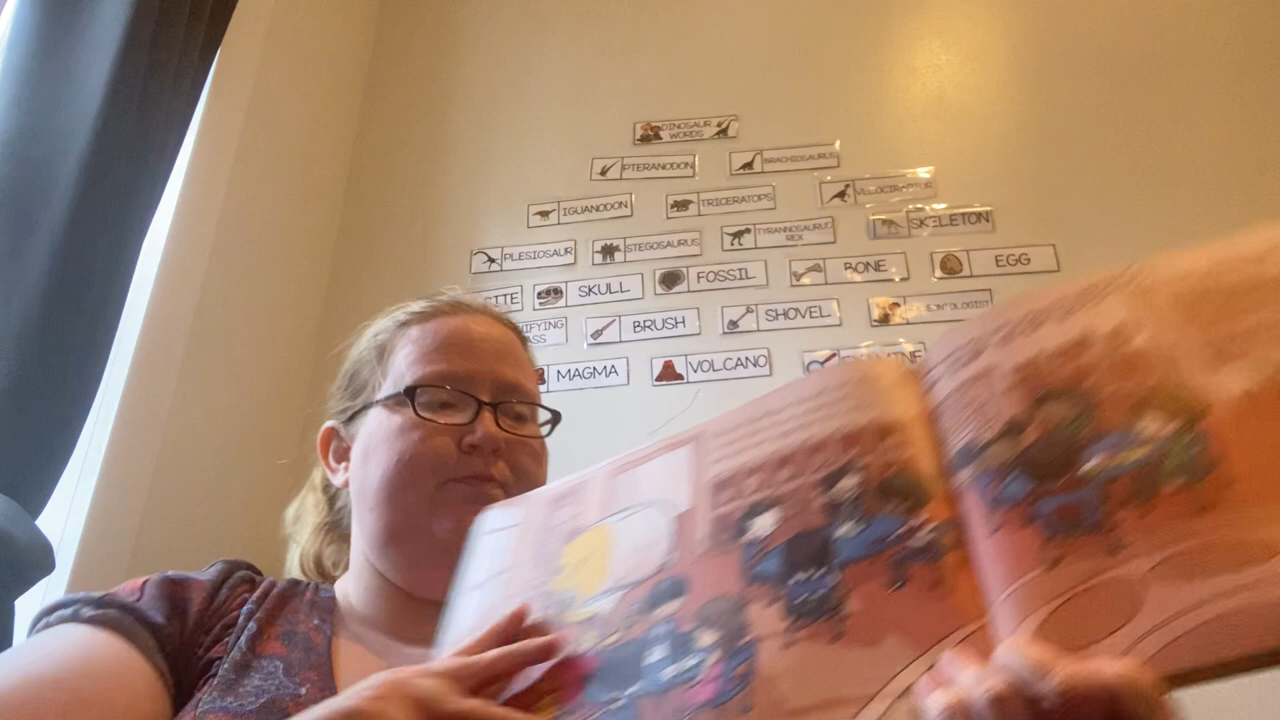 DINOSAUR
WORDS
PTERANODON
BRACHIOSAURUS
IGUANODON
TRICERATOPS
VELOCIRAPTOR
PLESIOSAUR
STEGOSAURUS
TYRANNOSAURUS
REX
SKELETON
SKULL
FOSSIL
BONE
EGG
BRUSH
SHOVEL
MAGMA
VOLCANO